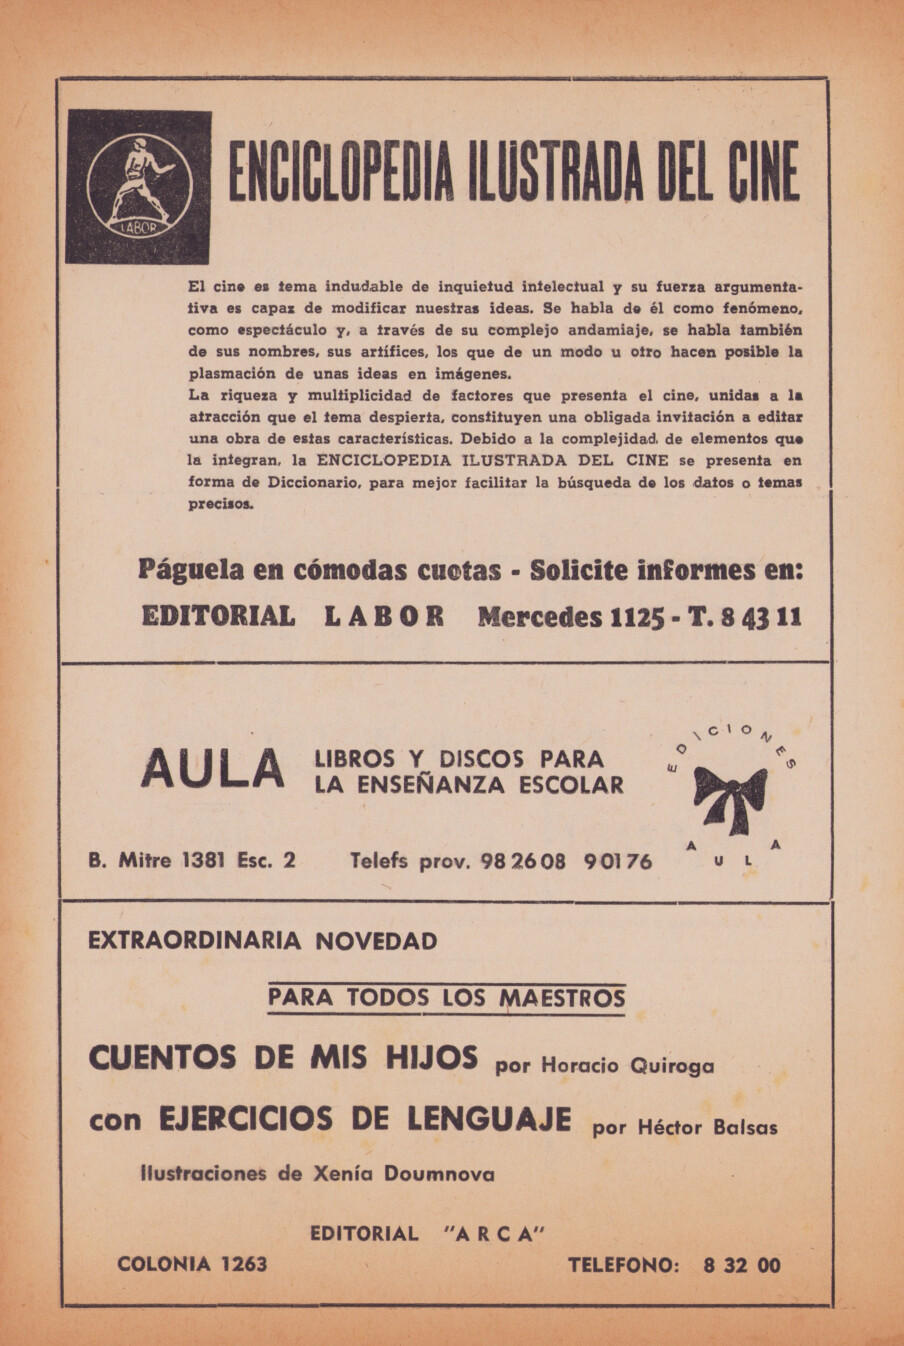 LABOR
ENCICLOPEDIA ILUSTRADA DEL CINE
El cine es tema indudable de inquietud intelectual y su fuerza argumenta-
tiva es capaz de modificar nuestras ideas. Se habla de él como fenómeno,
como espectáculo y, a través de su complejo andamiaje, se habla también
de sus nombres, sus artífices, los que de un modo u otro hacen posible la
plasmación de unas ideas en imágenes.
La riqueza y multiplicidad de factores que presenta el cine, unidas a la
atracción que el tema despierta, constituyen una obligada invitación a editar
una obra de estas características. Debido a la complejidad, de elementos que
la integran, la ENCICLOPEDIA ILUSTRADA DEL CINE se presenta en
forma de Diccionario, para mejor facilitar la búsqueda de los datos o temas
precisos.
Páguela en cómodas cuotas - Solicite informes en:
EDITORIAL LABOR Mercedes 1125 - T. 8 43 11
AULA
LIBROS Y DISCOS PARA
LA ENSEÑANZA ESCOLAR
EDICIONES
AULA
B. Mitre 1381 Esc. 2 Telefs prov. 98 26 08 9 01 76
EXTRAORDINARIA NOVEDAD
PARA TODOS LOS MAESTROS
CUENTOS DE MIS HIJOS por Horacio Quiroga
con EJERCICIOS DE LENGUAJE por Héctor Balsas
Ilustraciones de Xenía Doumnova
EDITORIAL "ARCA"
COLONIA 1263 TELEFONO: 8 32 00